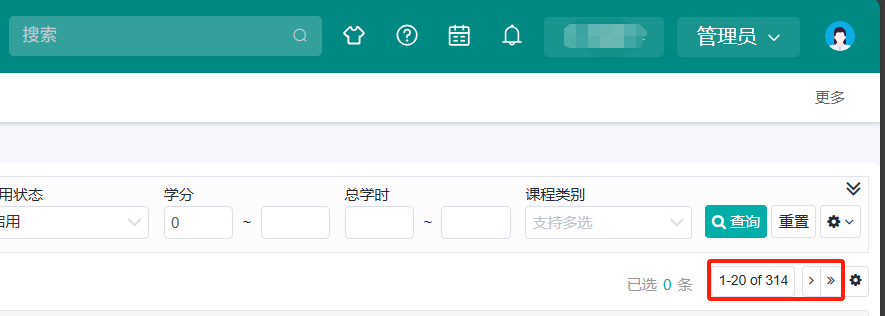 搜索
管理员
更多
用状态 学分 总学时 课程类别
启用 0 ~ ~ 支持多选 查询 重置
已选 0 条 1-20 of 314